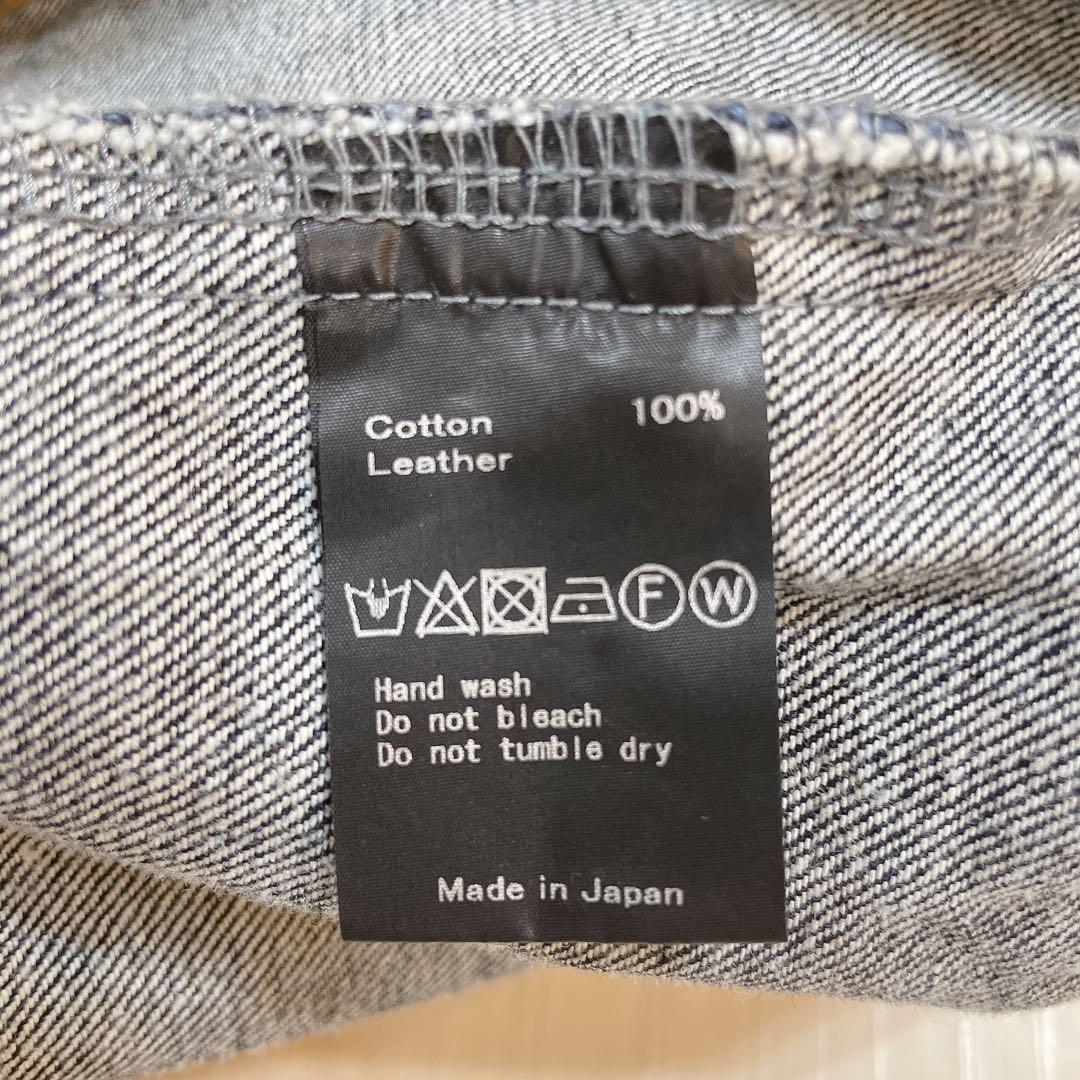 Cotton 100%
Leather
F W
Hand wash
Do not bleach
Do not tumble dry
Made in Japan